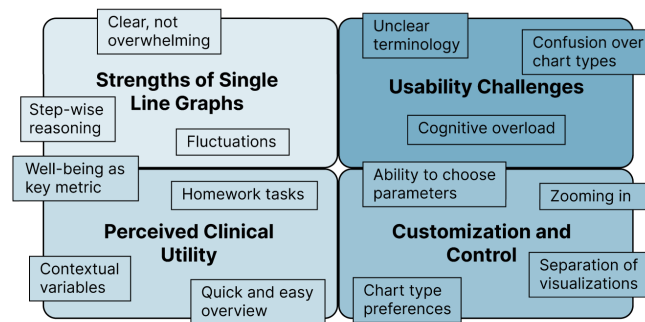 Clear, not
overwhelming
Strengths of Single
Line Graphs
Step-wise
reasoning
Fluctuations
Unclear
terminology
Confusion over
chart types
Usability Challenges
Cognitive overload
Well-being as
key metric
Homework tasks
Perceived Clinical
Utility
Contextual
variables
Quick and easy
overview
Ability to choose
parameters
Zooming in
Customization and
Control
Separation of
visualizations
Chart type
preferences